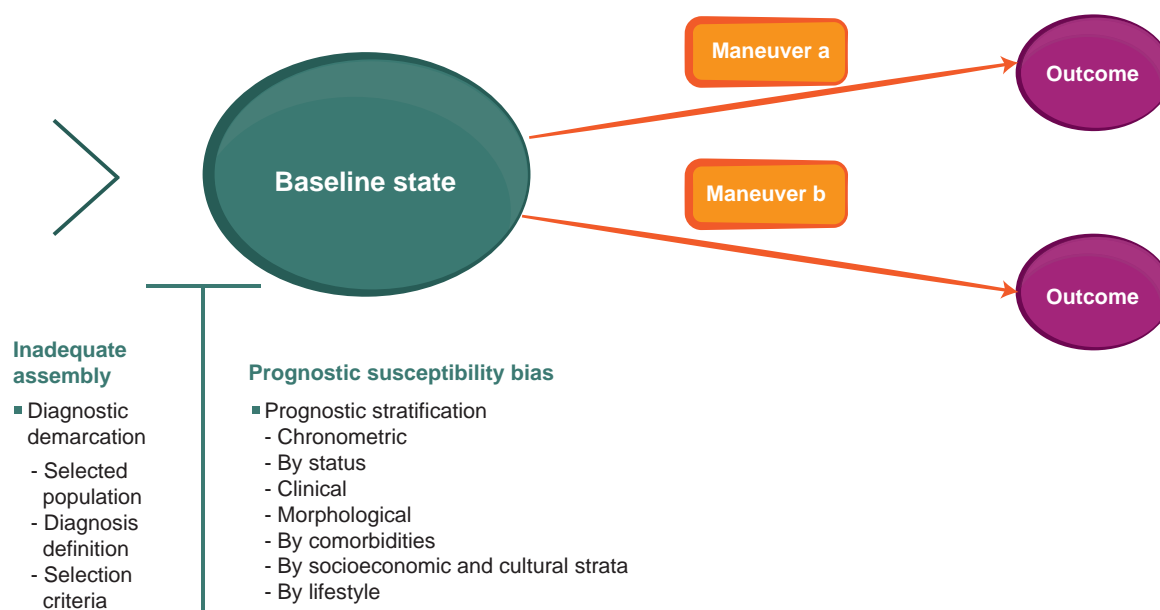 Maneuver a
Outcome
Baseline state
Maneuver b
Outcome
Inadequate
assembly
Diagnostic
demarcation
- Selected
population
- Diagnosis
definition
- Selection
criteria
Prognostic susceptibility bias
Prognostic stratification
- Chronometric
- By status
- Clinical
- Morphological
- By comorbidities
- By socioeconomic and cultural strata
- By lifestyle